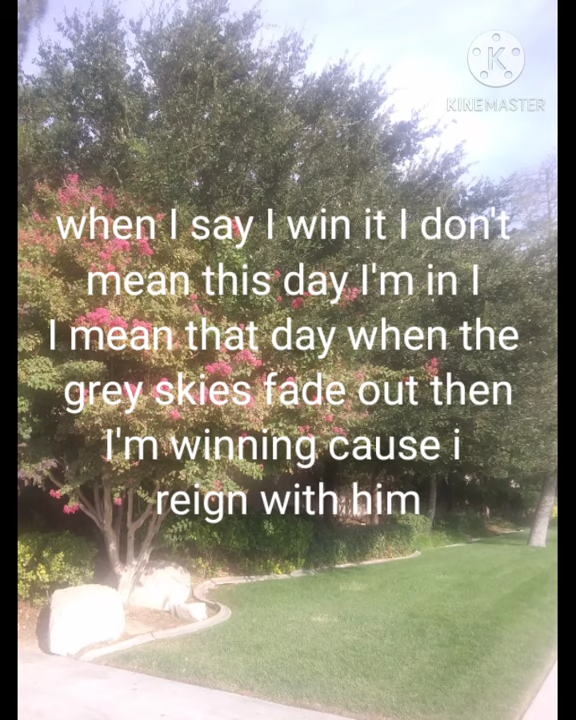 KINEMASTER
when I say I win it I don't
mean this day I'm in I
I mean that day when the
grey skies fade out then
I'm winning cause i
reign with him